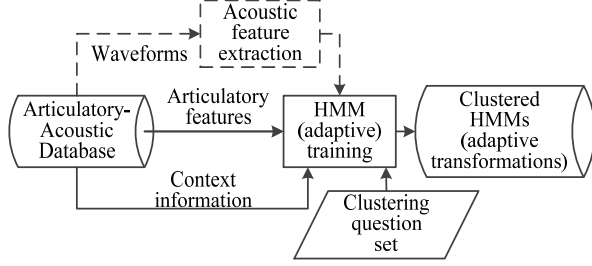 Acoustic
feature
extraction
Waveforms
Articulatory-
Acoustic
Database
Articulatory
features
HMM
(adaptive)
training
Clustered
HMMs
(adaptive
transformations)
Context
information
Clustering
question
set